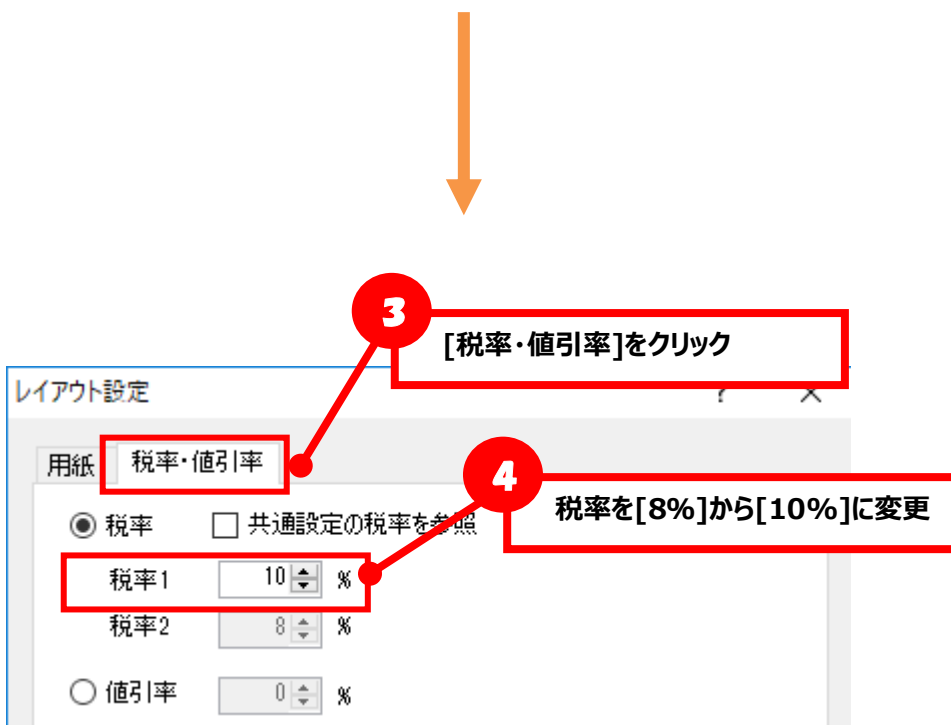 3
[税率・値引率]をクリック
レイアウト設定 ? ×
用紙 税率・値引率
4
税率を[8%]から[10%]に変更
税率 共通設定の税率を参照
税率1 10 %
税率2 8 %
値引率 0 %